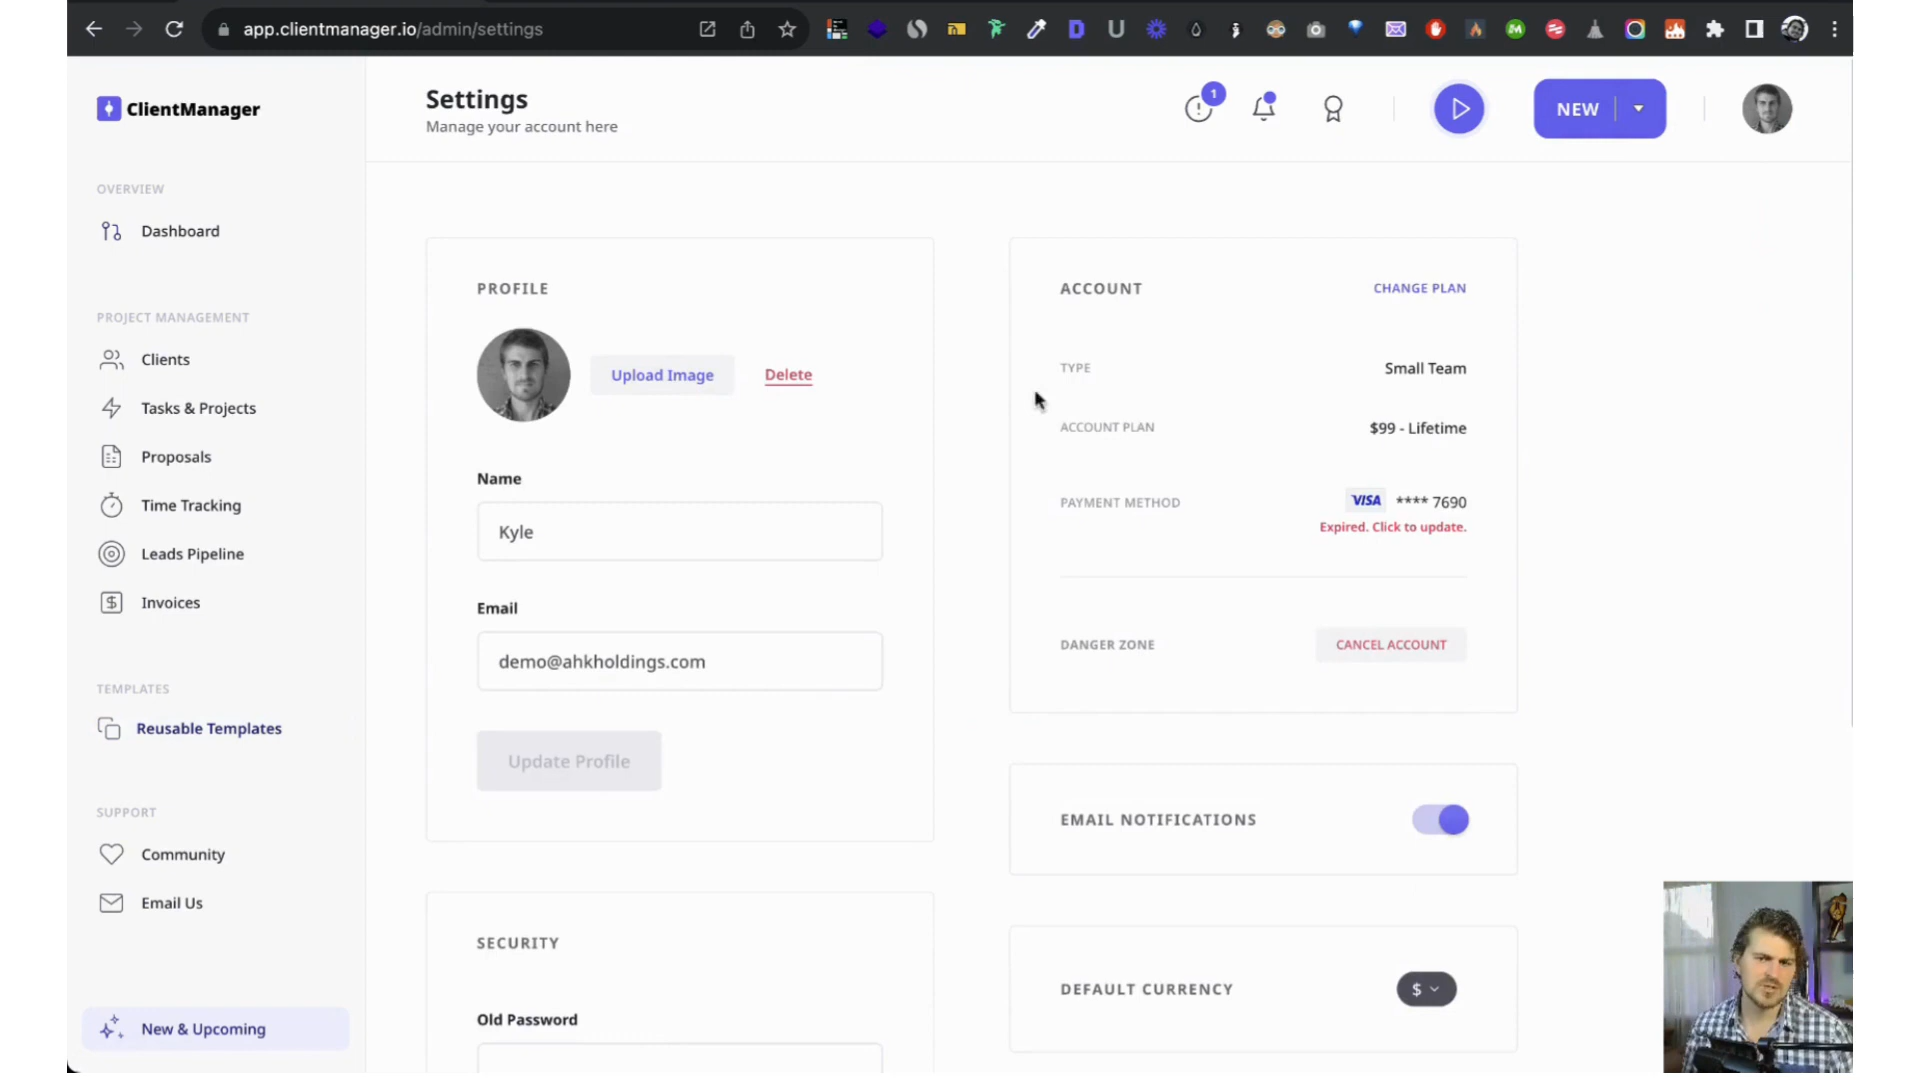 app.clientmanager.io/admin/settings
ClientManager
Settings
Manage your account here
1
NEW
OVERVIEW
Dashboard
PROJECT MANAGEMENT
Clients
Tasks & Projects
Proposals
Time Tracking
Leads Pipeline
Invoices
TEMPLATES
Reusable Templates
SUPPORT
Community
Email Us
New & Upcoming
PROFILE
Upload Image
Delete
Name
Kyle
Email
demo@ahkholdings.com
Update Profile
SECURITY
Old Password
ACCOUNT
CHANGE PLAN
TYPE
Small Team
ACCOUNT PLAN
$99 - Lifetime
PAYMENT METHOD
VISA **** 7690
Expired. Click to update.
DANGER ZONE
CANCEL ACCOUNT
EMAIL NOTIFICATIONS
DEFAULT CURRENCY
$